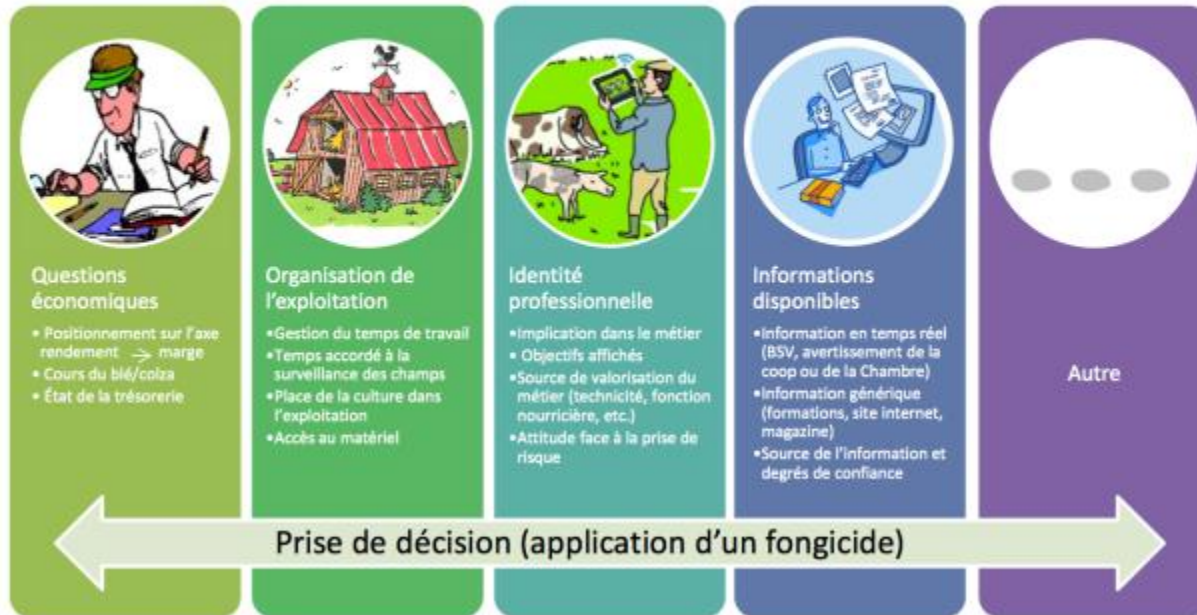 Questions
économiques
• Positionnement sur l'axe
rendement → marge
• Cours du blé/colza
• État de la trésorerie
Organisation de
l'exploitation
•Gestion du temps de travail
•Temps accordé à la
surveillance des champs
•Place de la culture dans
l'exploitation
•Accès au matériel
Identité
professionnelle
•Implication dans le métier
• Objectifs affichés
•Source de valorisation du
métier (technicité, fonction
nourricière, etc.)
•Attitude face à la prise de
risque
Informations
disponibles
•Information en temps réel
(BSV, avertissement de la
coop ou de la Chambre)
•Information générique
(formations, site internet,
magazine)
•Source de l'information et
degrés de confiance
Autre
Prise de décision (application d'un fongicide)